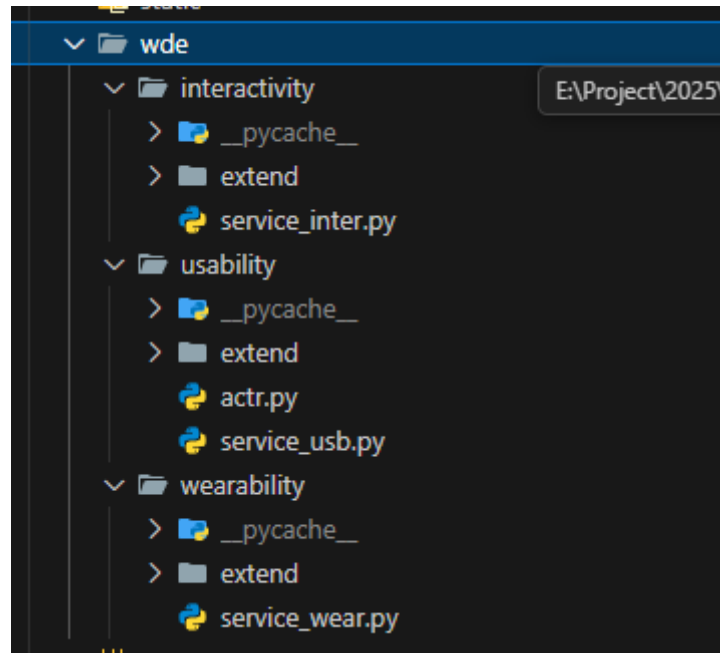 static
wde
interactivity
E:\Project\2025\
__pycache__
extend
service_inter.py
usability
__pycache__
extend
actr.py
service_usb.py
wearability
__pycache__
extend
service_wear.py